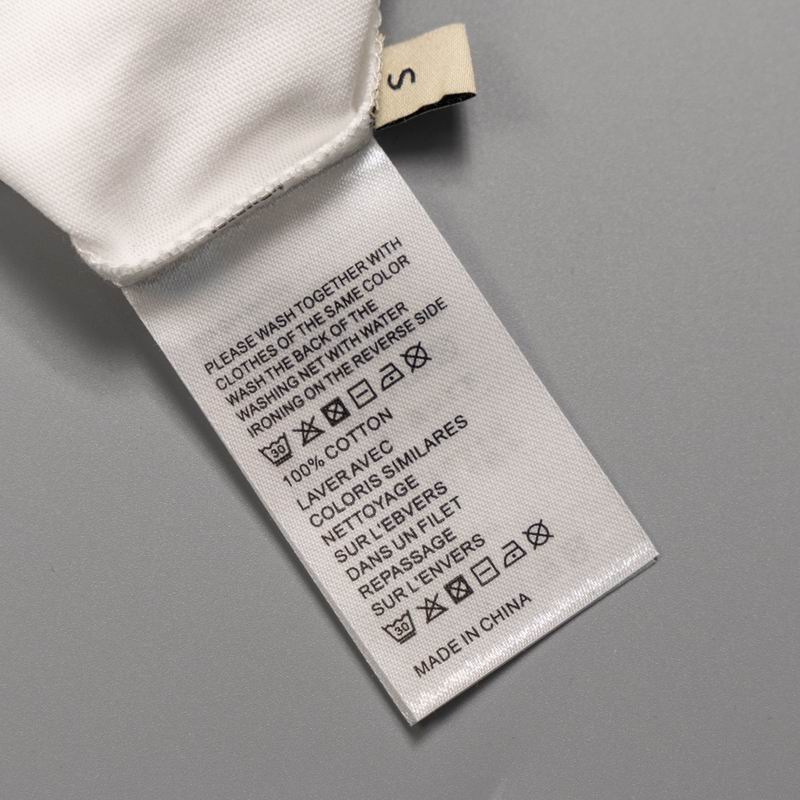 S
PLEASE WASH TOGETHER WITH
CLOTHES OF THE SAME COLOR
WASH THE BACK OF THE
WASHING NET WITH WATER
IRONING ON THE REVERSE SIDE
30
100% COTTON
LAVER AVEC
COLORIS SIMILARES
NETTOYAGE
SUR L'EBVERS
DANS UN FILET
REPASSAGE
SUR L'ENVERS
30
MADE IN CHINA